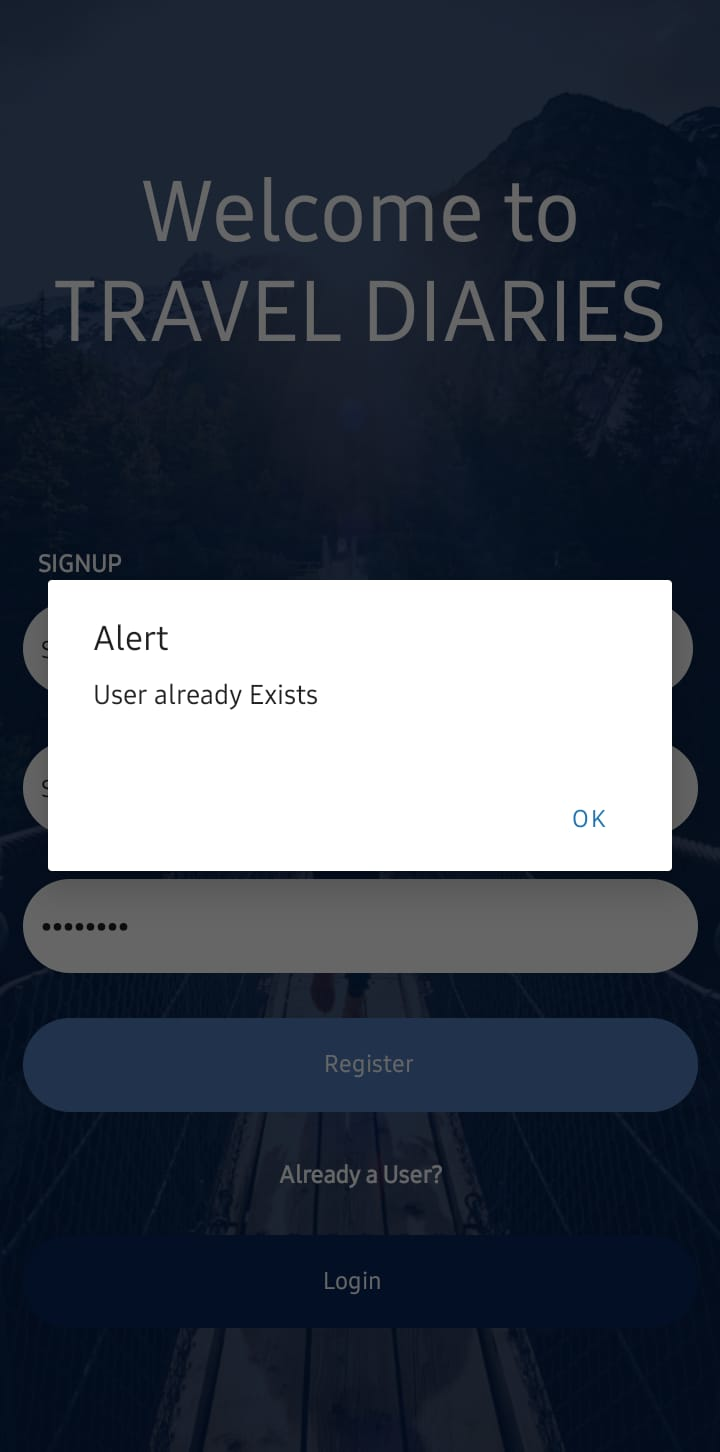 Welcome to
TRAVEL DIARIES
SIGNUP
Alert
User already Exists
OK
••••••••
Register
Already a User?
Login